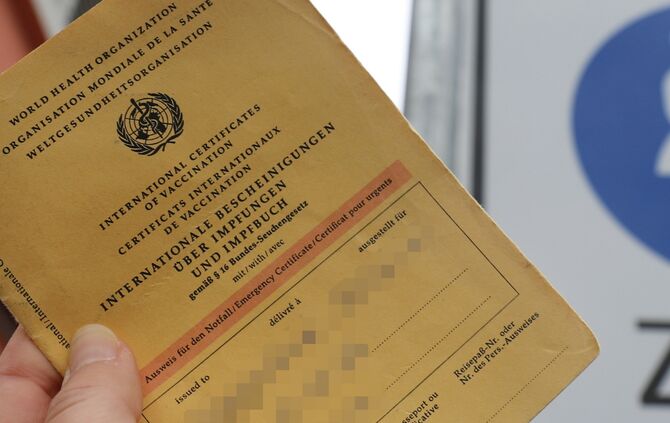 WORLD HEALTH ORGANIZATION
ORGANISATION MONDIALE DE LA SANTÉ
WELTGESUNDHEITSORGANISATION
INTERNATIONAL CERTIFICATES
OF VACCINATION
CERTIFICATS INTERNATIONAUX
DE VACCINATION
INTERNATIONALE BESCHEINIGUNGEN
ÜBER IMPFUNGEN
UND IMPFBUCH
gemäß § 16 Bundes-Seuchengesetz
mit/with/avec
Ausweis für den Notfall/Emergency Certificate/Certificat pour urgents
ausgestellt für
délivré à
issued to
Reisepaß-Nr. oder
Nr. des Pers.-Ausweises